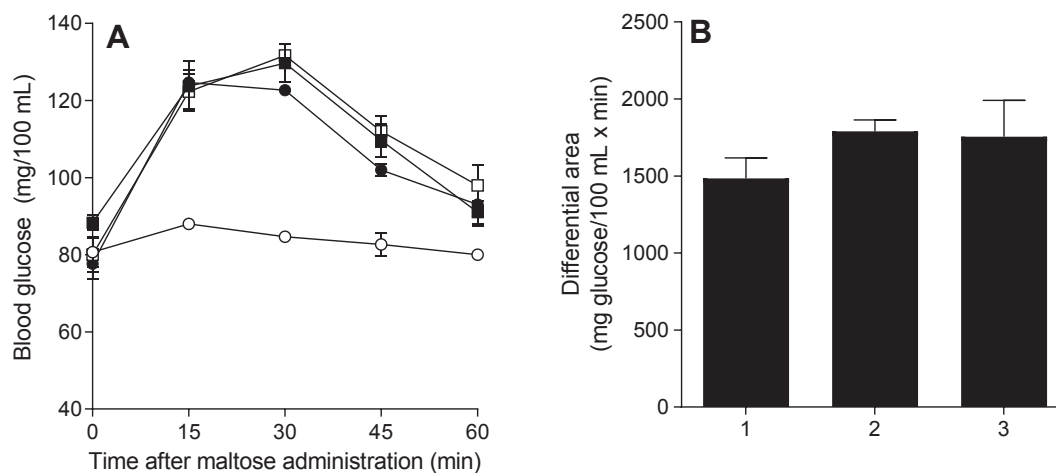 A
Blood glucose (mg/100 mL)
140
120
100
80
60
40
0 15 30 45 60
Time after maltose administration (min)
B
Differential area
(mg glucose/100 mL x min)
2500
2000
1500
1000
500
0
1 2 3